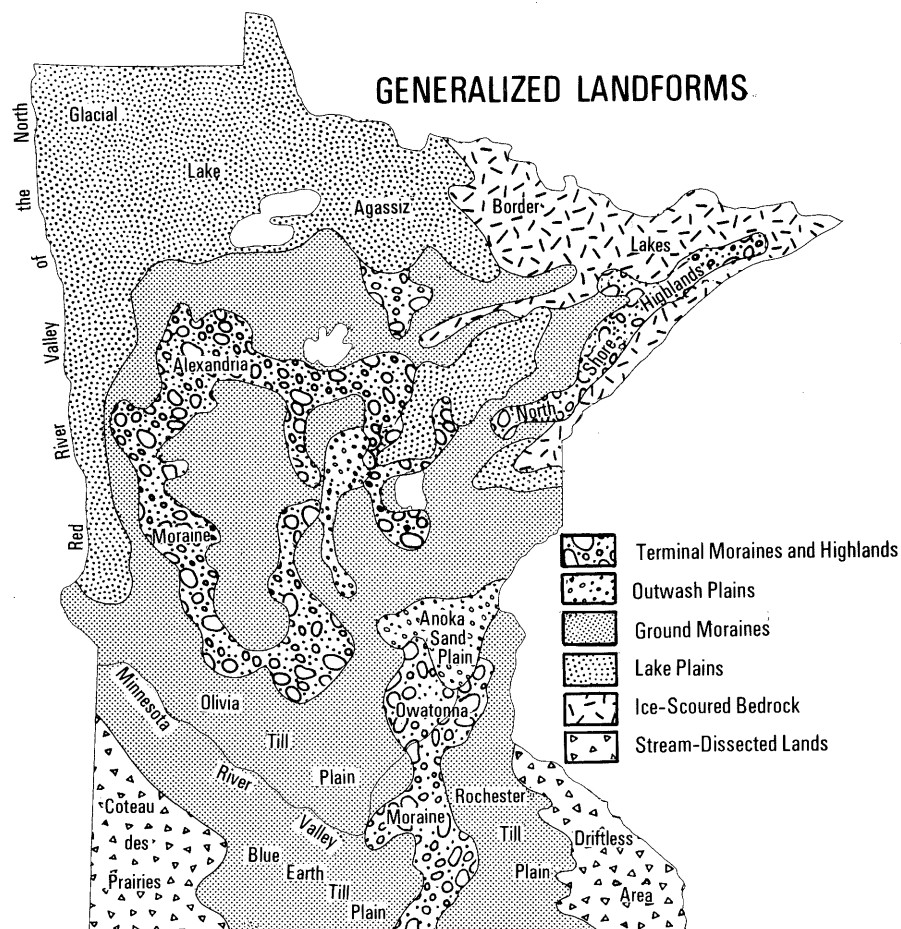 GENERALIZED LANDFORMS
Glacial
Lake
Agassiz
Border
Lakes
Red River Valley of the North
North Shore Highlands
Alexandria
Moraine
Anoka
Sand
Plain
Owatonna
Moraine
Olivia
Till
Plain
Minnesota
River
Valley
Rochester
Till
Plain
Driftless
Area
Coteau
des
Prairies
Blue
Earth
Till
Plain
Terminal Moraines and Highlands
Outwash Plains
Ground Moraines
Lake Plains
Ice-Scoured Bedrock
Stream-Dissected Lands